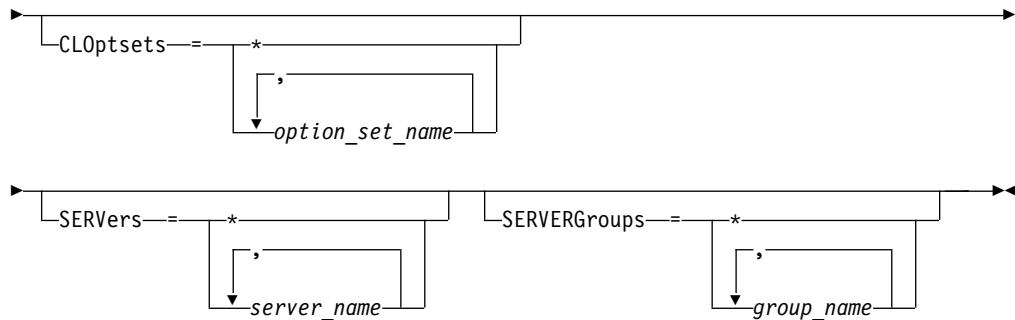 CLOptsets = *
,
option_set_name
SERVers = * SERVERGroups = *
, ,
server_name group_name